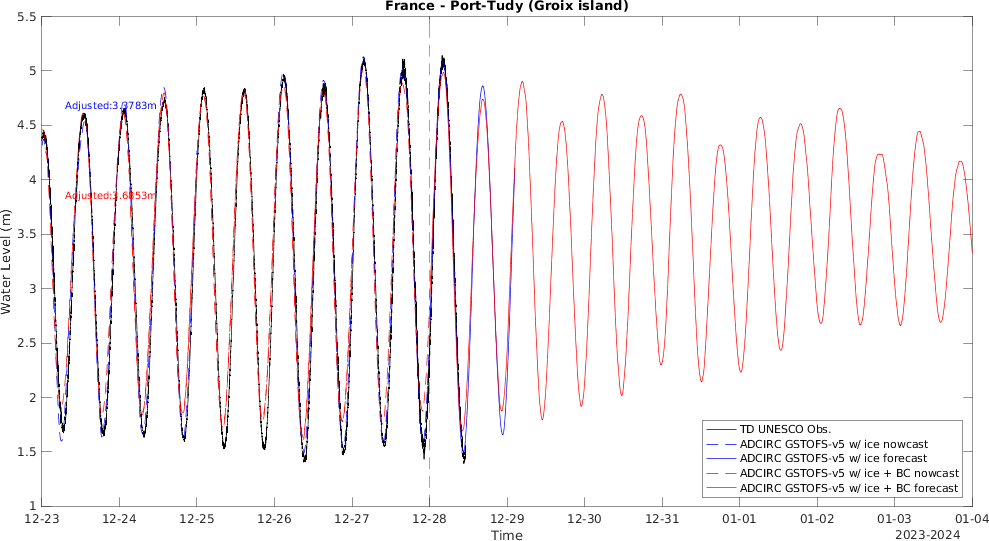 France - Port-Tudy (Groix island)
5.5
5
4.5
4
3.5
3
2.5
2
1.5
1
Water Level (m)
Adjusted:3.3783m
Adjusted:3.6853m
TD UNESCO Obs.
ADCIRC GSTOFS-v5 w/ ice nowcast
ADCIRC GSTOFS-v5 w/ ice forecast
ADCIRC GSTOFS-v5 w/ ice + BC nowcast
ADCIRC GSTOFS-v5 w/ ice + BC forecast
12-23 12-24 12-25 12-26 12-27 12-28 12-29 12-30 12-31 01-01 01-02 01-03 01-04
Time
2023-2024